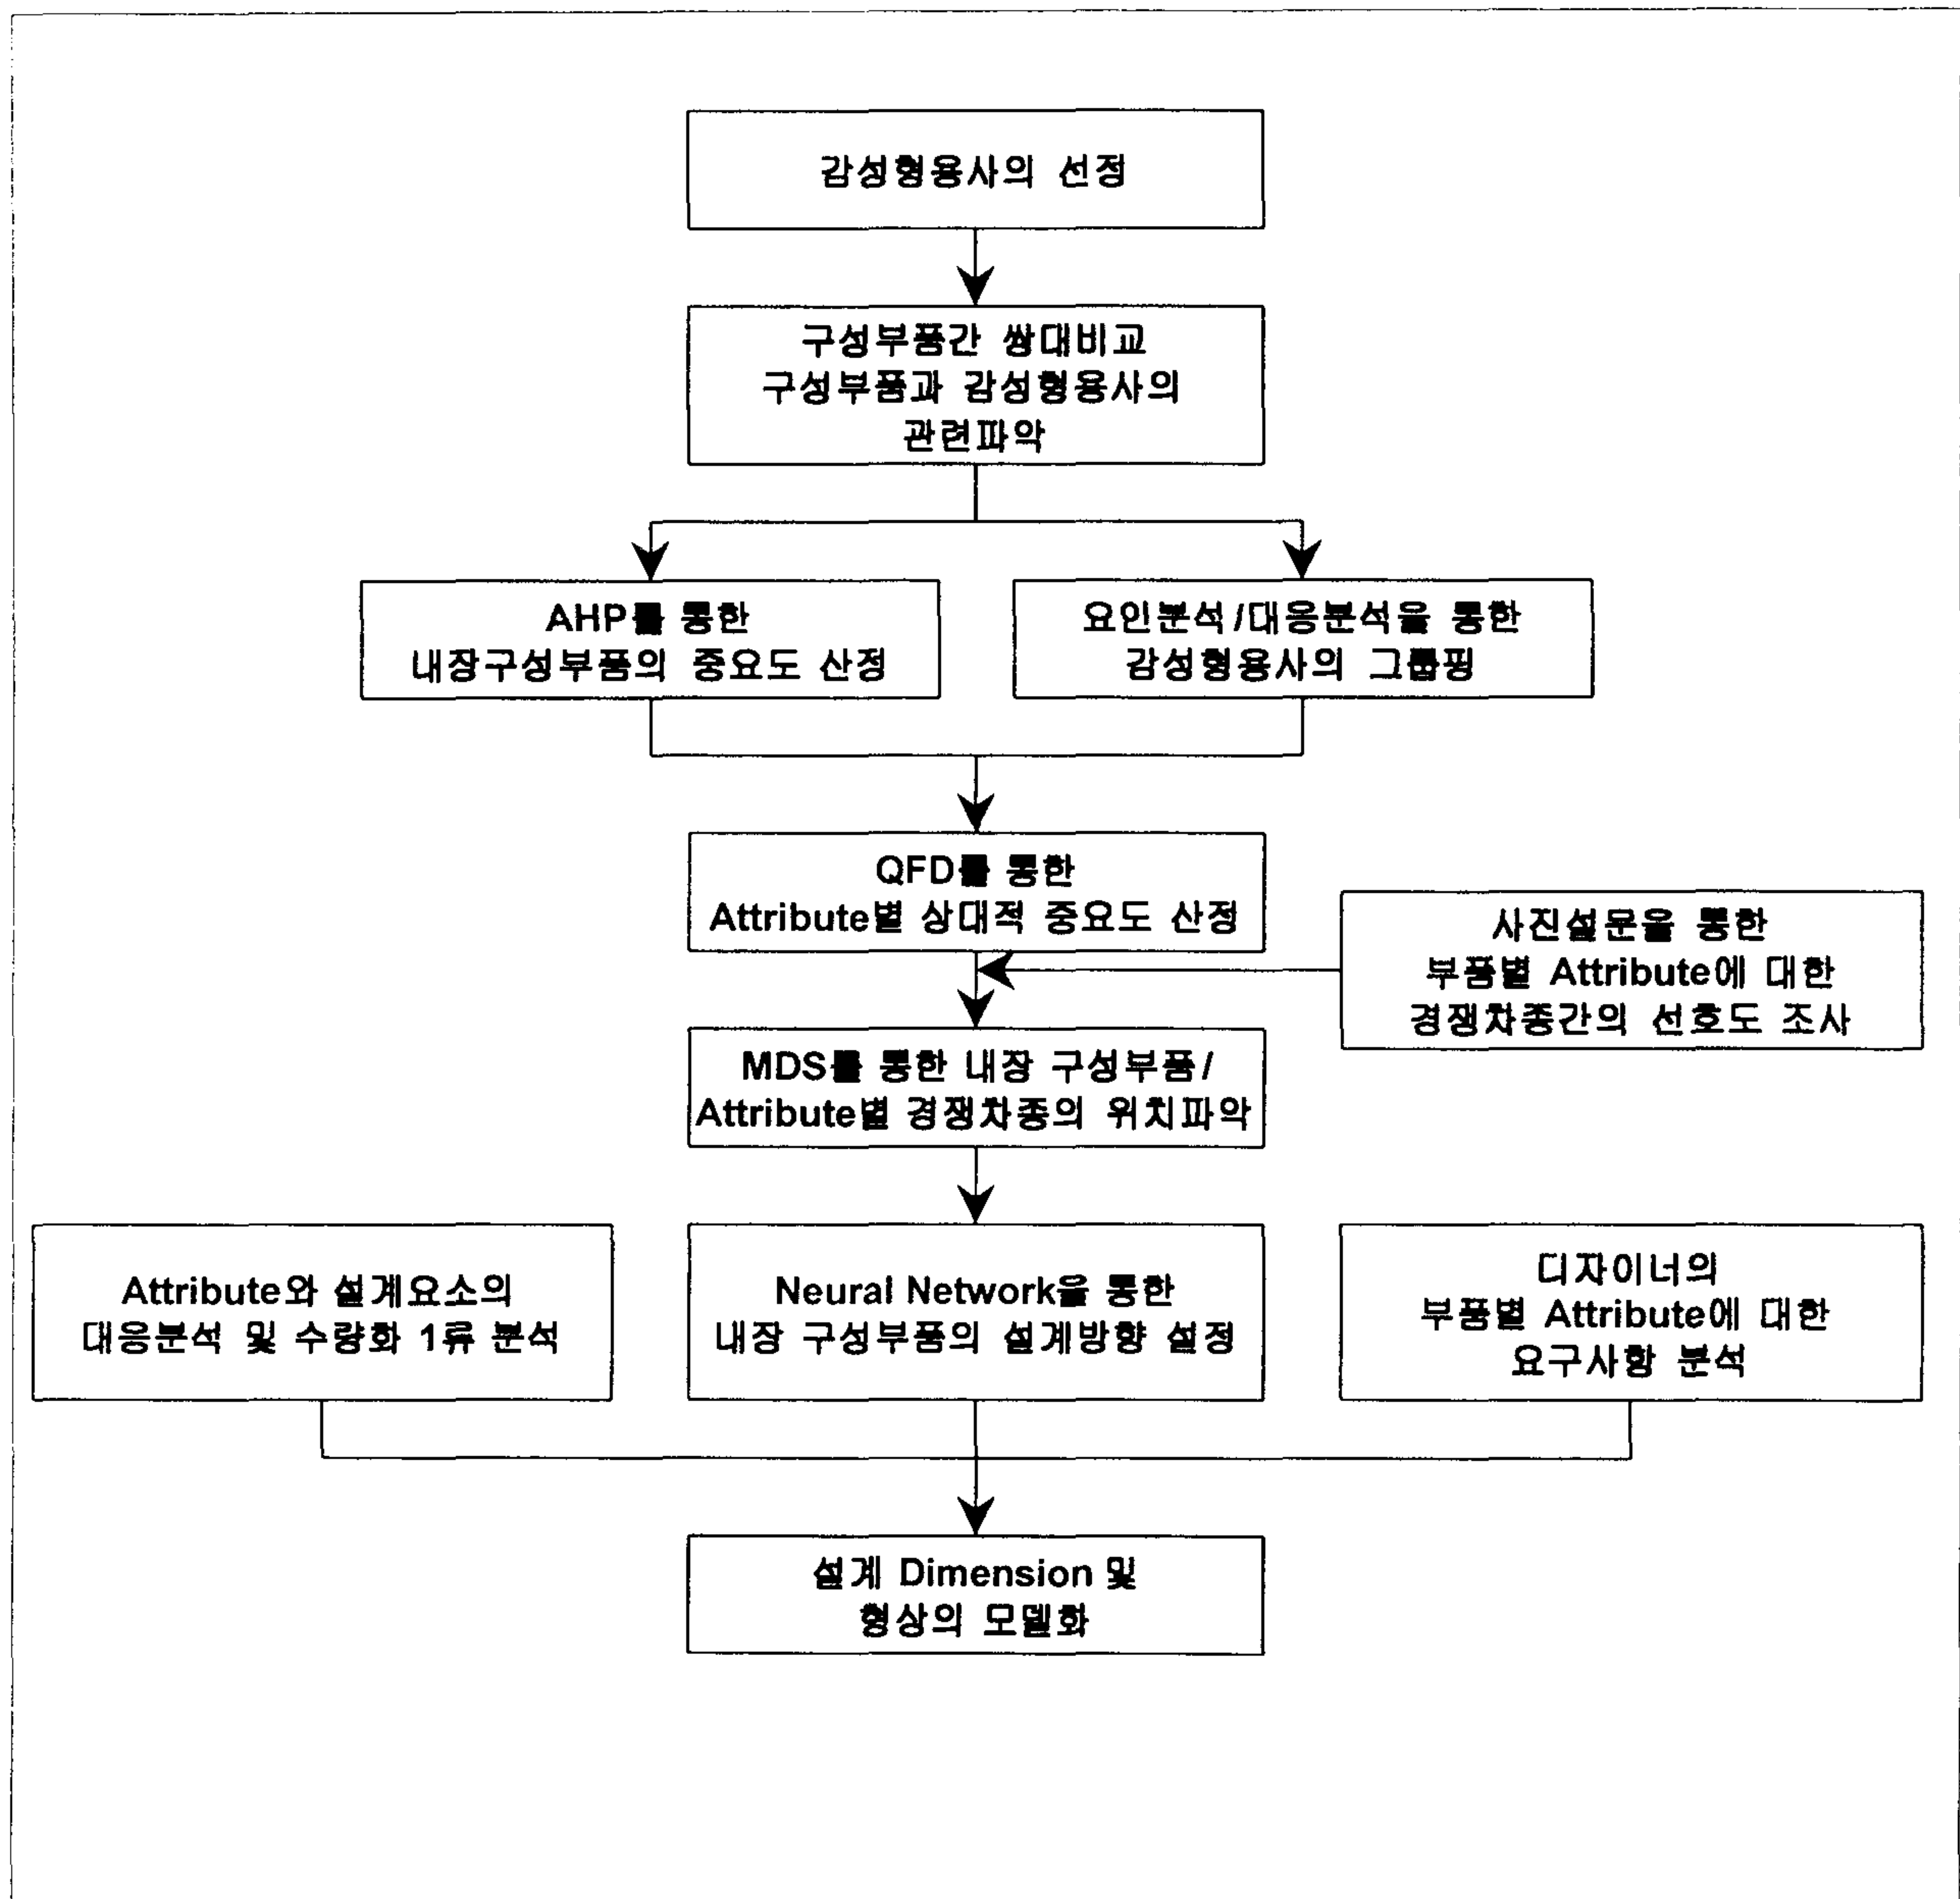 감성형용사의 선정
구성부품간 쌍대비교
구성부품과 감성형용사의
관련파악
AHP를 통한
내장구성부품의 중요도 산정
요인분석/대응분석을 통한
감성형용사의 그룹핑
QFD를 통한
Attribute별 상대적 중요도 산정
사진설문을 통한
부품별 Attribute에 대한
경쟁차종간의 선호도 조사
MDS를 통한 내장 구성부품/
Attribute별 경쟁차종의 위치파악
Attribute와 설계요소의
대응분석 및 수량화 1류 분석
Neural Network을 통한
내장 구성부품의 설계방향 설정
디자이너의
부품별 Attribute에 대한
요구사항 분석
설계 Dimension 및
형상의 모델화